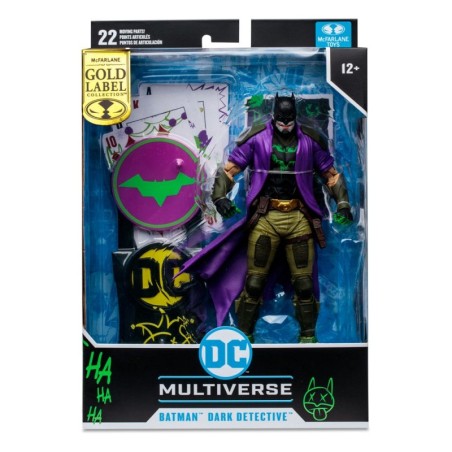 22 MOVING PARTS!
POINTS ARTICULÉS
PUNTOS DE ARTICULACIÓN
McFARLANE
TOYS
McFARLANE
GOLD
LABEL
COLLECTION
12+
A
J
DC
HA
HA
HA
DC
MULTIVERSE
BATMAN™ DARK DETECTIVE™